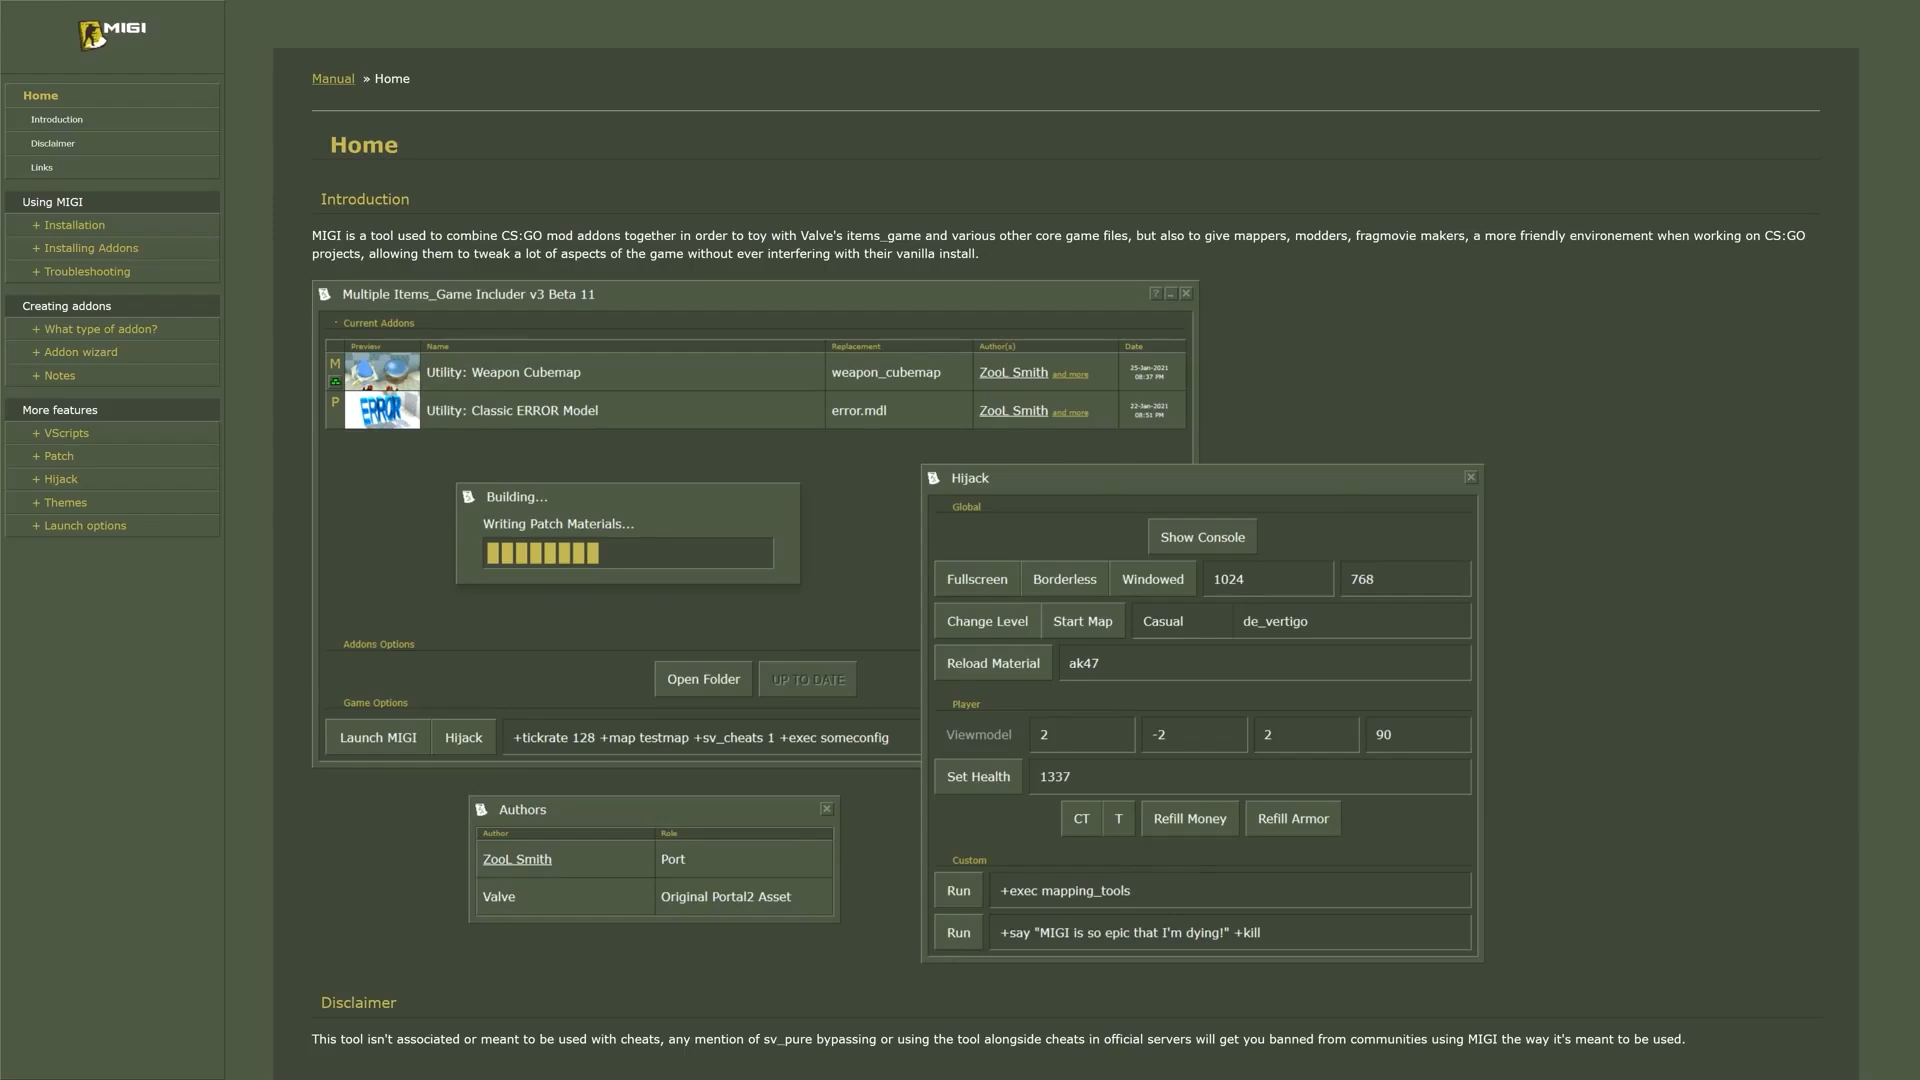 MIGI
Home
Introduction
Disclaimer
Links
Using MIGI
+ Installation
+ Installing Addons
+ Troubleshooting
Creating addons
+ What type of addon?
+ Addon wizard
+ Notes
More features
+ VScripts
+ Patch
+ Hijack
+ Themes
+ Launch options
Manual » Home
Home
Introduction
MIGI is a tool used to combine CS:GO mod addons together in order to toy with Valve's items_game and various other core game files, but also to give mappers, modders, fragmovie makers, a more friendly environement when working on CS:GO
projects, allowing them to tweak a lot of aspects of the game without ever interfering with their vanilla install.
Multiple Items_Game Includer v3 Beta 11
Current Addons
Preview Name Replacement Author(s) Date
M Utility: Weapon Cubemap weapon_cubemap ZooL Smith and more 25-Jan-2021
08:37 PM
P ERROR Utility: Classic ERROR Model error.mdl ZooL Smith and more 22-Jan-2021
08:51 PM
Building...
Writing Patch Materials...
Addons Options
Open Folder UP TO DATE
Game Options
Launch MIGI Hijack +tickrate 128 +map testmap +sv_cheats 1 +exec someconfig
Authors
Author Role
ZooL Smith Port
Valve Original Portal2 Asset
Hijack
Global
Show Console
Fullscreen Borderless Windowed 1024 768
Change Level Start Map Casual de_vertigo
Reload Material ak47
Player
Viewmodel 2 -2 2 90
Set Health 1337
CT T Refill Money Refill Armor
Custom
Run +exec mapping_tools
Run +say "MIGI is so epic that I'm dying!" +kill
Disclaimer
This tool isn't associated or meant to be used with cheats, any mention of sv_pure bypassing or using the tool alongside cheats in official servers will get you banned from communities using MIGI the way it's meant to be used.